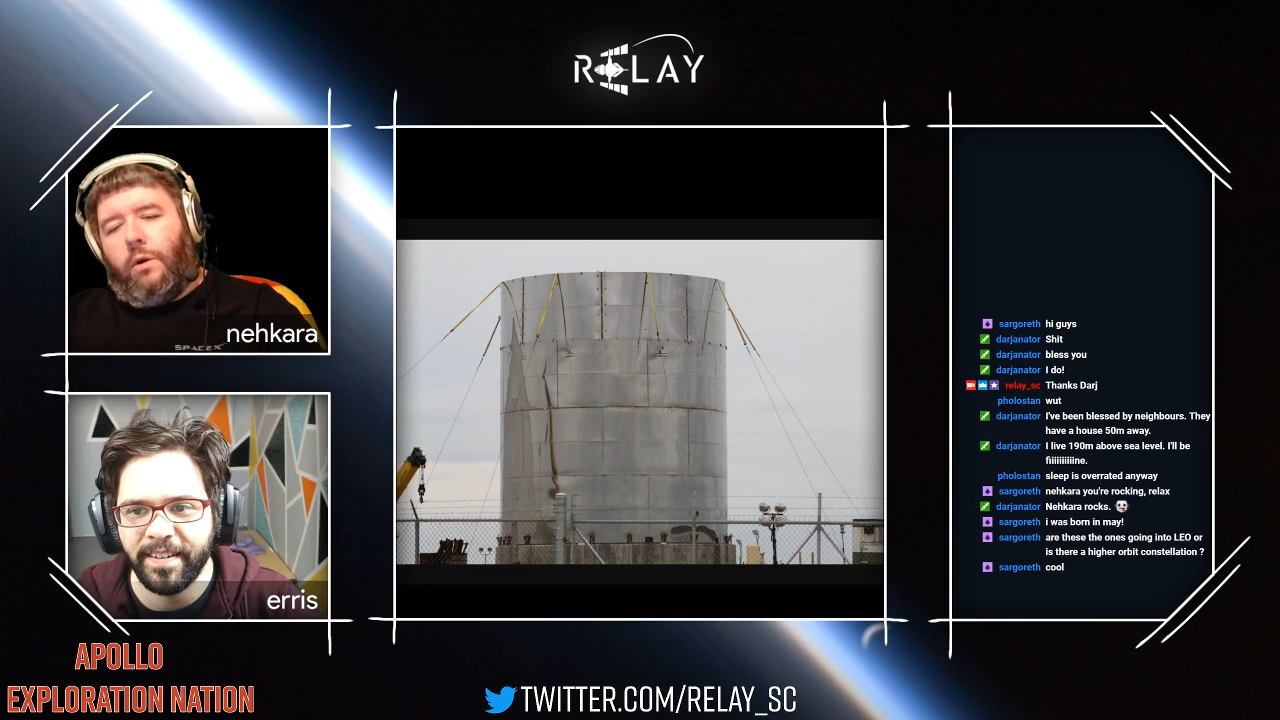 RELAY
nehkara
SPACEX
erris
sargoreth hi guys
darjanator Shit
darjanator bless you
darjanator I do!
relay_sc Thanks Darj
pholostan wut
darjanator I've been blessed by neighbours. They
have a house 50m away.
darjanator I live 190m above sea level. I'll be
fiiiiiiiiine.
pholostan sleep is overrated anyway
sargoreth nehkara you're rocking, relax
darjanator Nehkara rocks.
sargoreth i was born in may!
sargoreth are these the ones going into LEO or
is there a higher orbit constellation ?
sargoreth cool
APOLLO
EXPLORATION NATION
TWITTER.COM/RELAY_SC